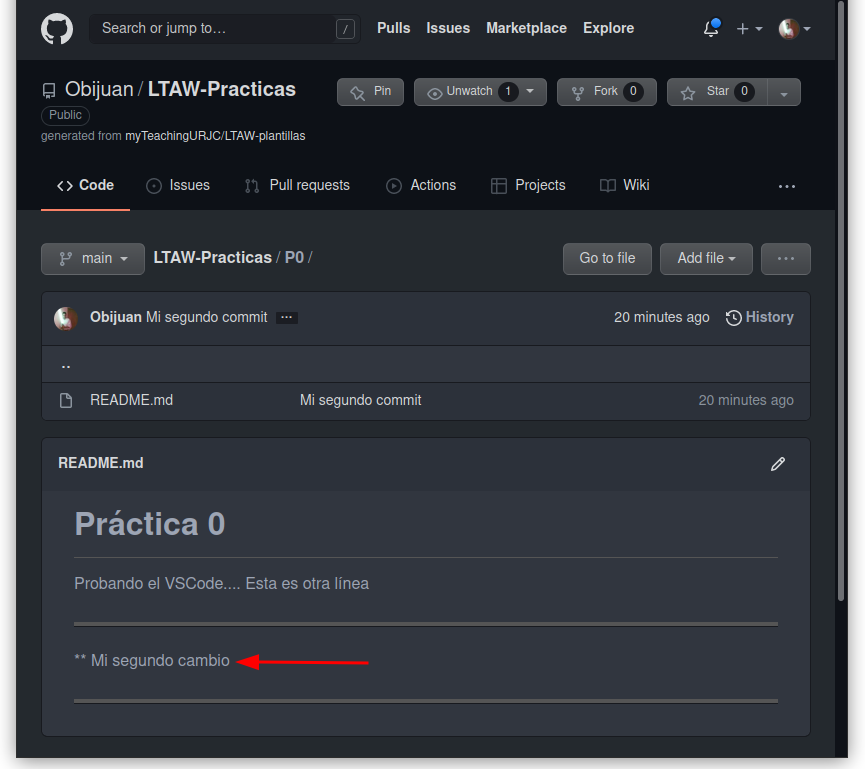 Search or jump to… / Pulls Issues Marketplace Explore
Obijuan / LTAW-Practicas Pin Unwatch 1 Fork 0 Star 0
Public
generated from myTeachingURJC/LTAW-plantillas
<> Code Issues Pull requests Actions Projects Wiki ...
main LTAW-Practicas / P0 / Go to file Add file ...
Obijuan Mi segundo commit ... 20 minutes ago History
..
README.md Mi segundo commit 20 minutes ago
README.md
Práctica 0
Probando el VSCode.... Esta es otra línea
** Mi segundo cambio